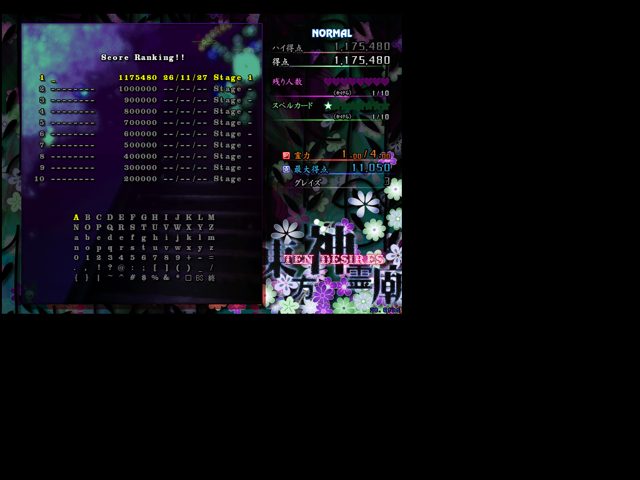 Score Ranking!!
1 _ 1175480 26/11/27 Stage 1
2 -------- 1000000 --/--/-- Stage -
3 -------- 900000 --/--/-- Stage -
4 -------- 800000 --/--/-- Stage -
5 -------- 700000 --/--/-- Stage -
6 -------- 600000 --/--/-- Stage -
7 -------- 500000 --/--/-- Stage -
8 -------- 400000 --/--/-- Stage -
9 -------- 300000 --/--/-- Stage -
10 -------- 200000 --/--/-- Stage -
A B C D E F G H I J K L M
N O P Q R S T U V W X Y Z
a b c d e f g h i j k l m
n o p q r s t u v w x y z
0 1 2 3 4 5 6 7 8 9 + - =
. , ! ? @ : ; [ ] ( ) _ /
{ } | ~ ^ # $ % & * □ BS 終
NORMAL
ハイ得点 1,175,480
得点 1,175,480
残り人数
1/10
スペルカード ★
1/10
霊力 1.00/4.00
最大得点 11,050
グレイズ 3
東方神霊廟
TEN DESIRES